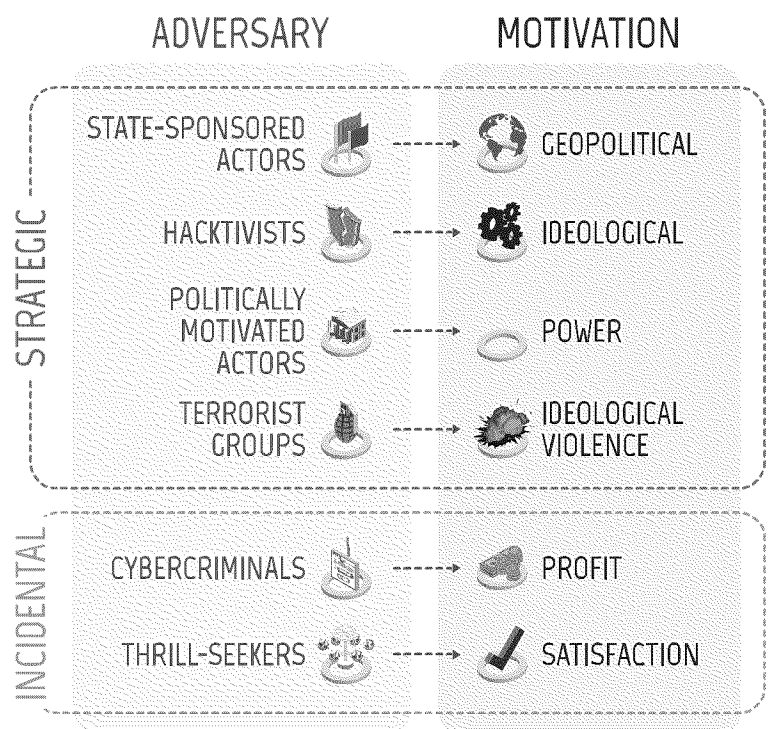 ADVERSARY MOTIVATION
STRATEGIC
STATE-SPONSORED
ACTORS
GEOPOLITICAL
HACKTIVISTS
IDEOLOGICAL
POLITICALLY
MOTIVATED
ACTORS
POWER
TERRORIST
GROUPS
IDEOLOGICAL
VIOLENCE
INCIDENTAL
CYBERCRIMINALS
PROFIT
THRILL-SEEKERS
SATISFACTION